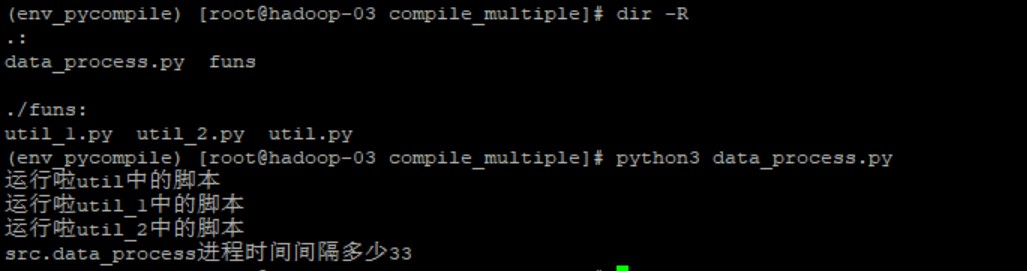 (env_pycompile) [root@hadoop-03 compile_multiple]# dir -R
.:
data_process.py  funs
./funs:
util_1.py  util_2.py  util.py
(env_pycompile) [root@hadoop-03 compile_multiple]# python3 data_process.py
运行啦util中的脚本
运行啦util_1中的脚本
运行啦util_2中的脚本
src.data_process进程时间间隔多少33